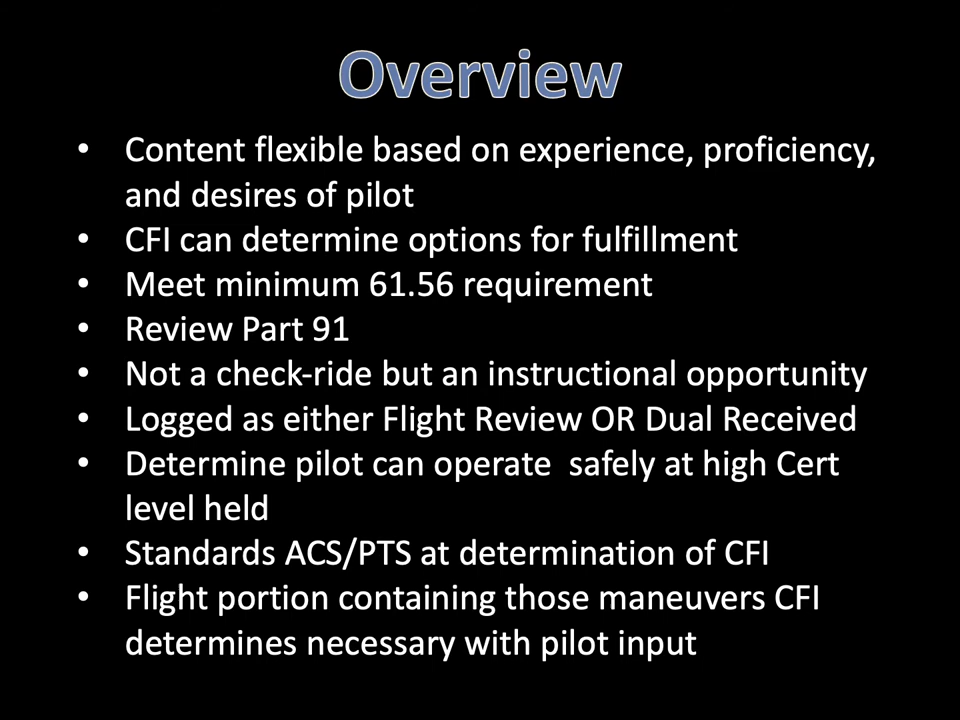 Overview
• Content flexible based on experience, proficiency,
and desires of pilot
• CFI can determine options for fulfillment
• Meet minimum 61.56 requirement
• Review Part 91
• Not a check-ride but an instructional opportunity
• Logged as either Flight Review OR Dual Received
• Determine pilot can operate  safely at high Cert
level held
• Standards ACS/PTS at determination of CFI
• Flight portion containing those maneuvers CFI
determines necessary with pilot input